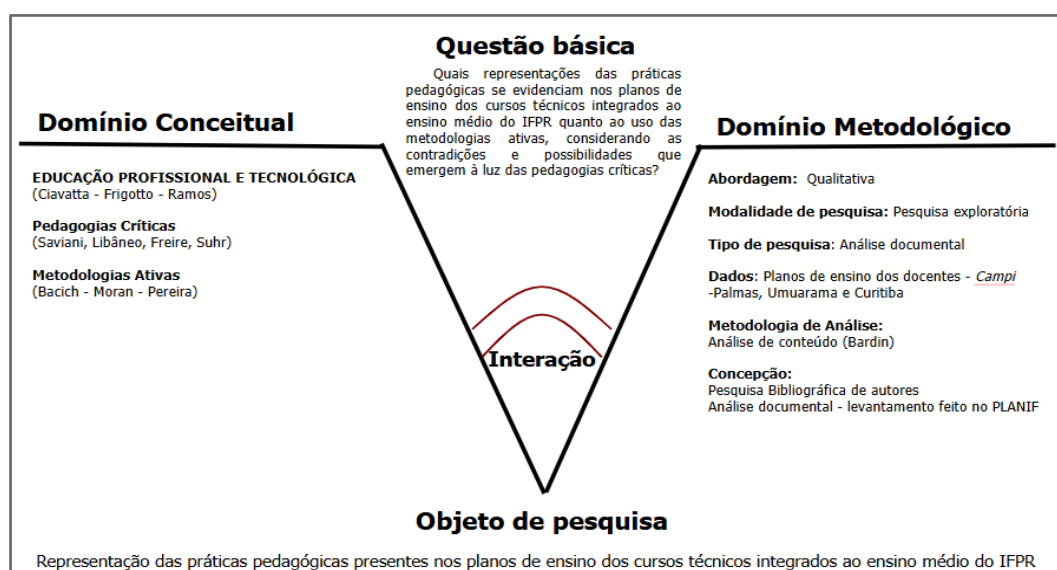 Questão básica
Quais representações das práticas
pedagógicas se evidenciam nos planos de
ensino dos cursos técnicos integrados ao
ensino médio do IFPR quanto ao uso das
metodologias ativas, considerando as
contradições e possibilidades que
emergem à luz das pedagogias críticas?
Domínio Conceitual
EDUCAÇÃO PROFISSIONAL E TECNOLÓGICA
(Ciavatta - Frigotto - Ramos)
Pedagogias Críticas
(Saviani, Libâneo, Freire, Suhr)
Metodologias Ativas
(Bacich - Moran - Pereira)
Domínio Metodológico
Abordagem: Qualitativa
Modalidade de pesquisa: Pesquisa exploratória
Tipo de pesquisa: Análise documental
Dados: Planos de ensino dos docentes - Campi
-Palmas, Umuarama e Curitiba
Metodologia de Análise:
Análise de conteúdo (Bardin)
Concepção:
Pesquisa Bibliográfica de autores
Análise documental - levantamento feito no PLANIF
Interação
Objeto de pesquisa
Representação das práticas pedagógicas presentes nos planos de ensino dos cursos técnicos integrados ao ensino médio do IFPR